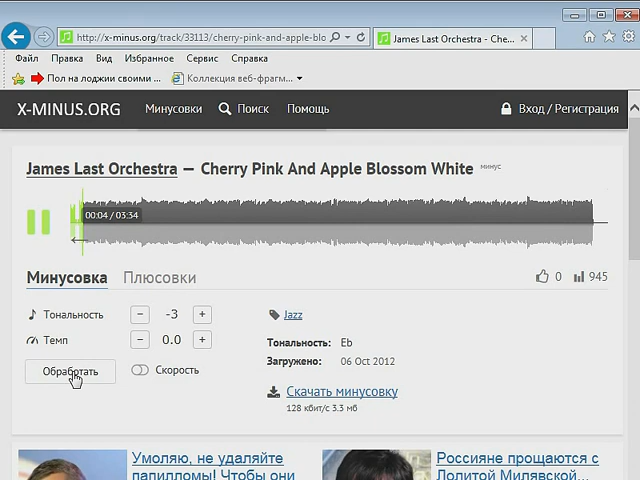 http://x-minus.org/track/33113/cherry-pink-and-apple-blo
James Last Orchestra - Che...
Файл Правка Вид Избранное Сервис Справка
Пол на лоджии своими ...
Коллекция веб-фрагм...
X-MINUS.ORG Минусовки Поиск Помощь Вход / Регистрация
James Last Orchestra — Cherry Pink And Apple Blossom White минус
00:04 / 03:34
Минусовка Плюсовки 0 945
Тональность − -3 +
Jazz
Темп − 0.0 +
Тональность: Eb
Загружено: 06 Oct 2012
Обработать Скорость
Скачать минусовку
128 кбит/с 3.3 мб
Умоляю, не удаляйте
папилломы! Чтобы они
Россияне прощаются с
Лолитой Милявской...